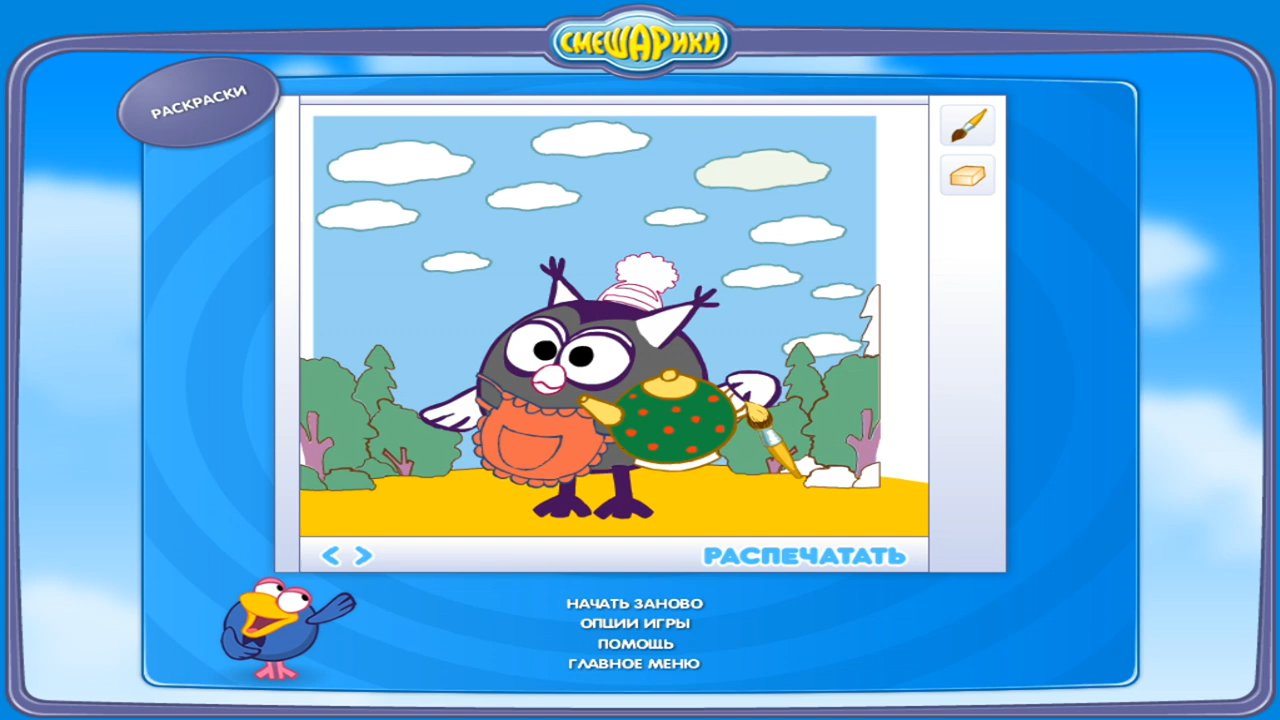 СМЕШАРИКИ
РАСКРАСКИ
РАСПЕЧАТАТЬ
НАЧАТЬ ЗАНОВО
ОПЦИИ ИГРЫ
ПОМОЩЬ
ГЛАВНОЕ МЕНЮ